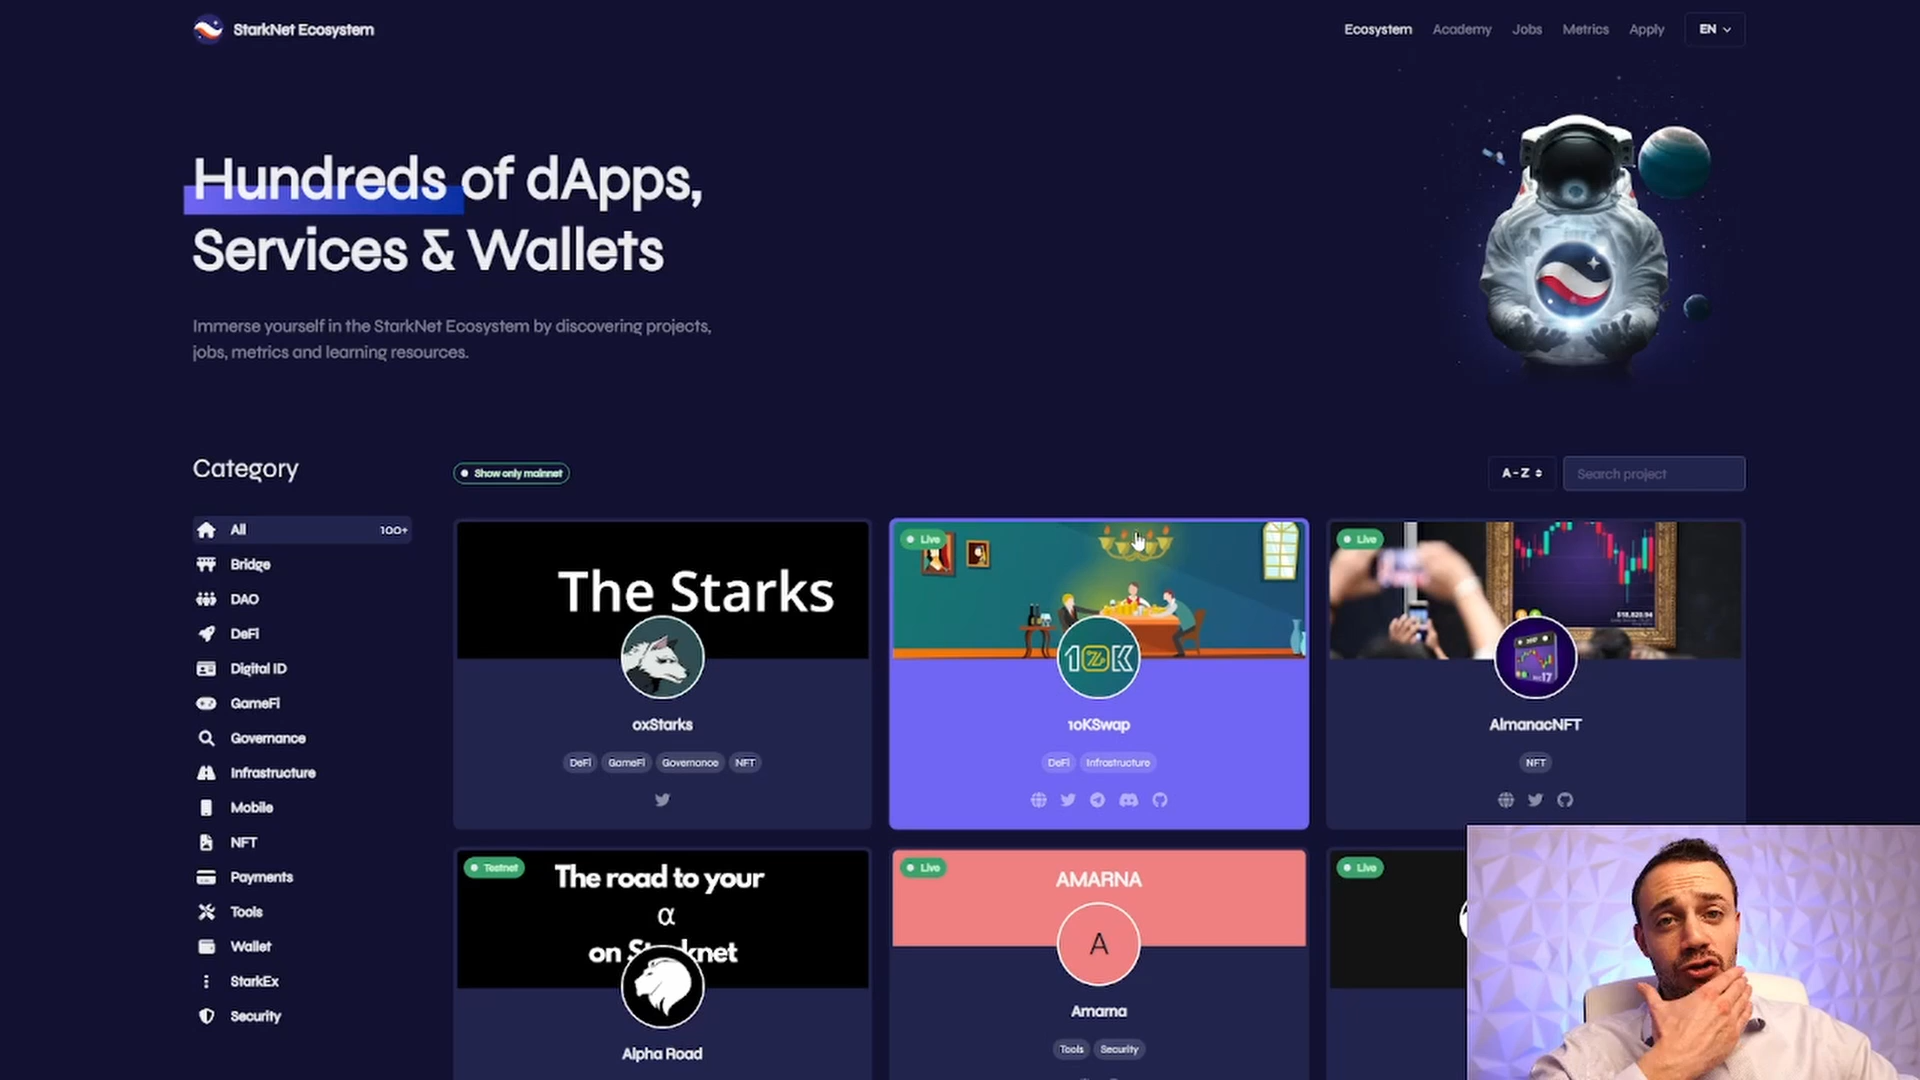 StarkNet Ecosystem
Ecosystem
Academy
Jobs
Metrics
Apply
EN
Hundreds of dApps,
Services & Wallets
Immerse yourself in the StarkNet Ecosystem by discovering projects,
jobs, metrics and learning resources.
Category
Show only mainnet
A-Z
Search project
All
100+
Bridge
DAO
DeFi
Digital ID
GameFi
Governance
Infrastructure
Mobile
NFT
Payments
Tools
Wallet
StarkEx
Security
The Starks
0xStarks
DeFi
GameFi
Governance
NFT
Live
10K
10KSwap
DeFi
Infrastructure
Live
17
AlmanacNFT
NFT
Testnet
The road to your
α
on Starknet
Alpha Road
Live
AMARNA
A
Amarna
Tools
Security
Live